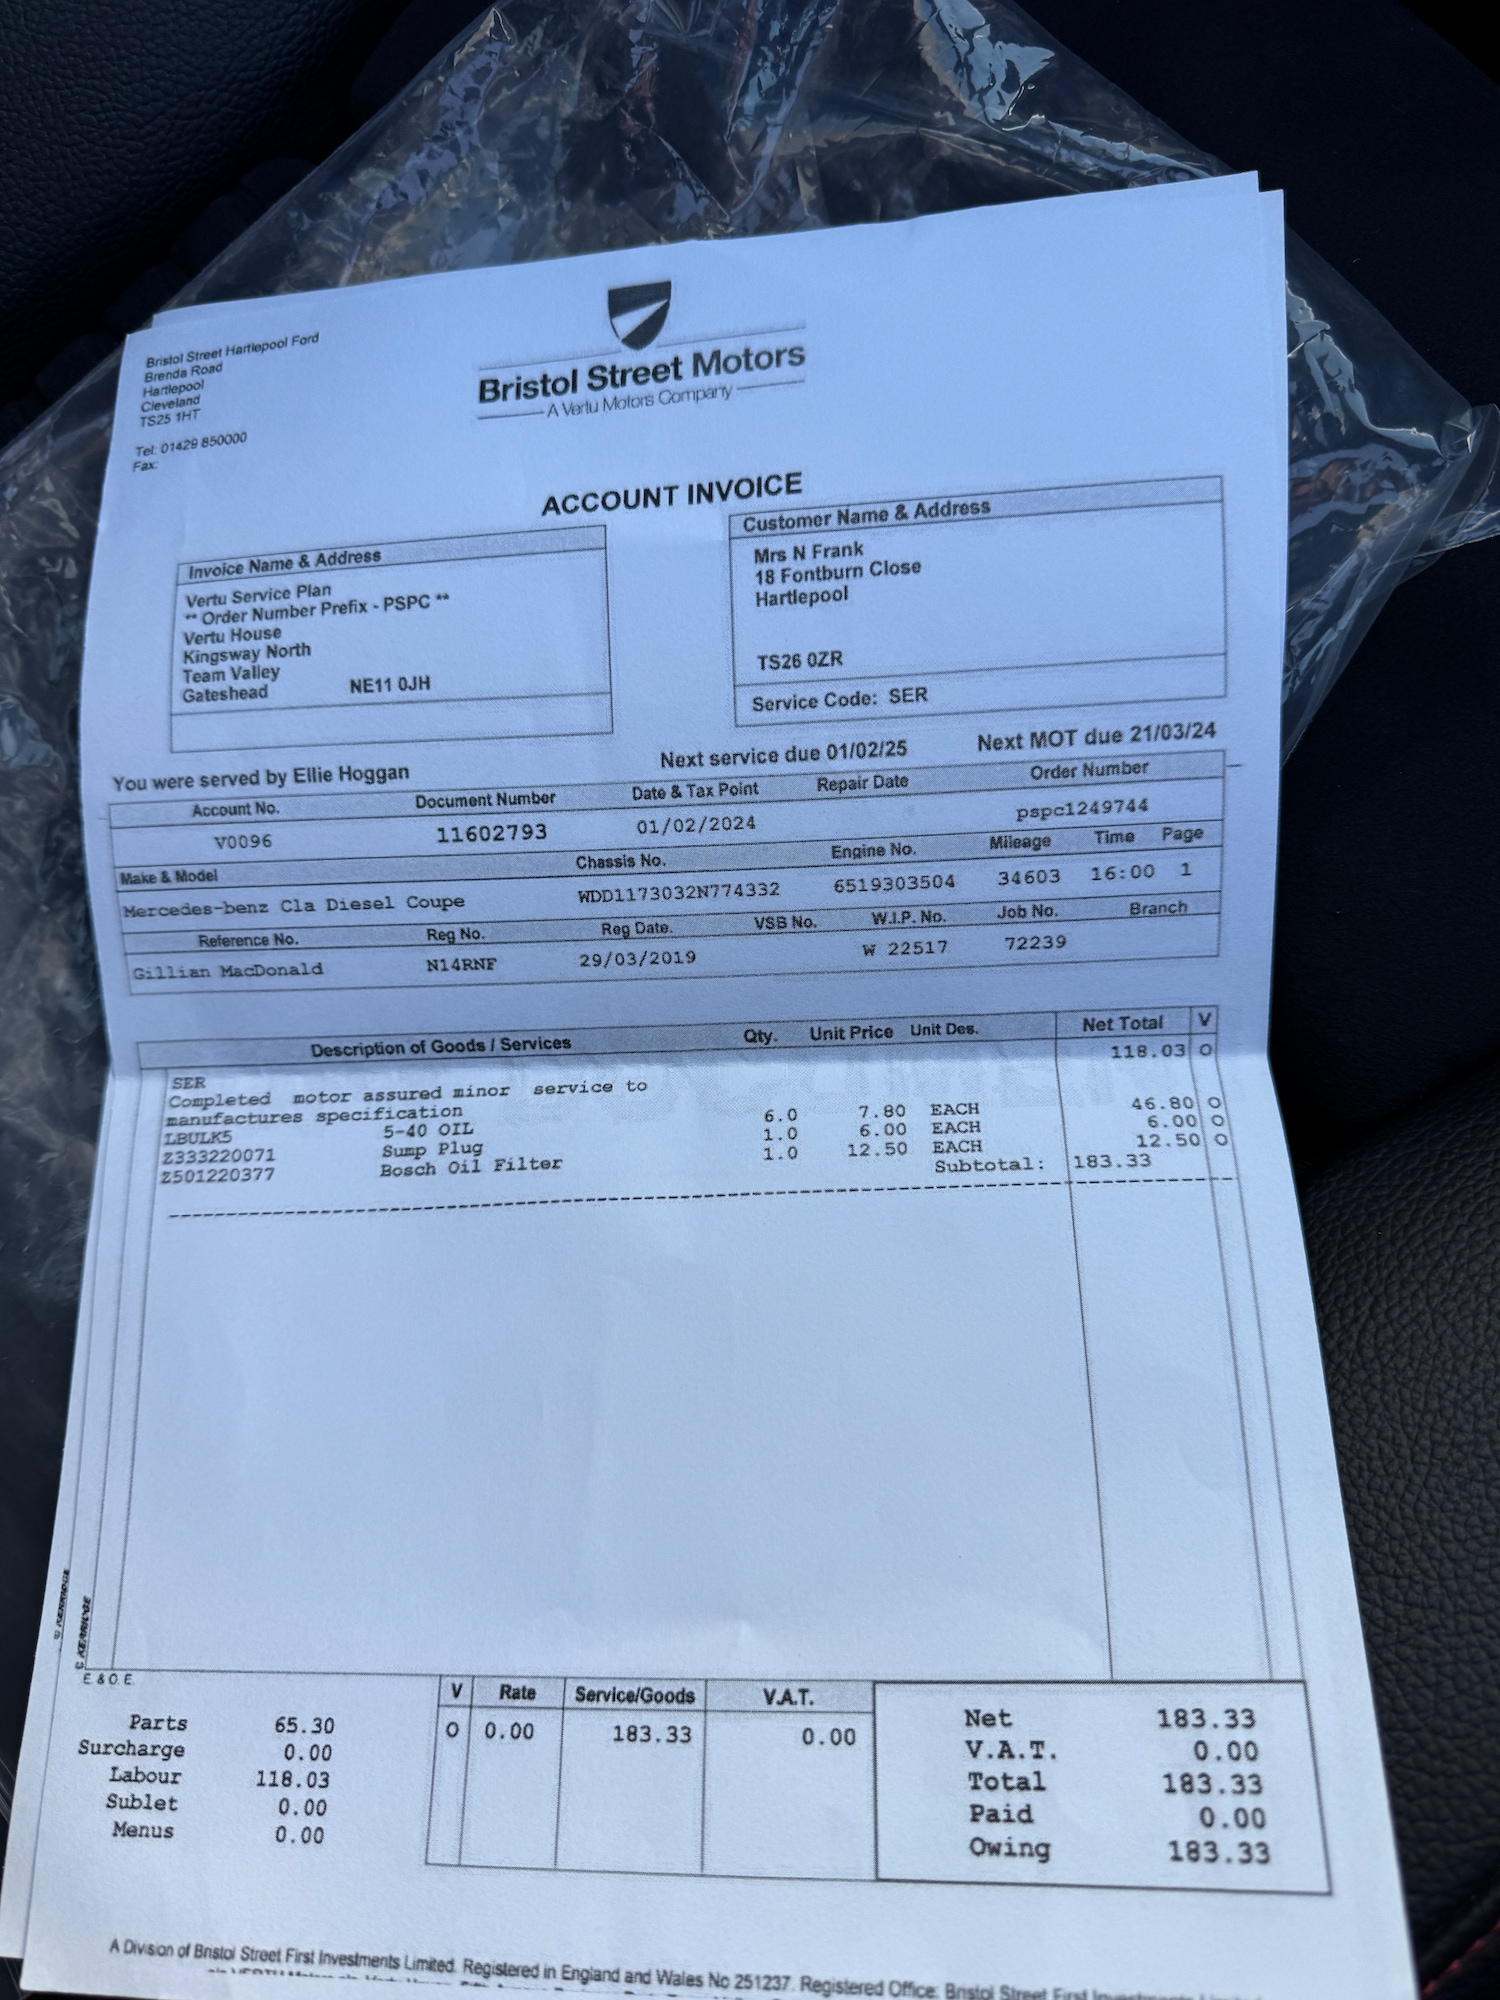 Bristol Street Hartlepool Ford
Brenda Road
Hartlepool
Cleveland
TS25 1HT
Tel: 01429 850000
Fax:
Bristol Street Motors
A Vertu Motors Company
ACCOUNT INVOICE
Invoice Name & Address
Vertu Service Plan
** Order Number Prefix - PSPC **
Vertu House
Kingsway North
Team Valley
Gateshead NE11 0JH
Customer Name & Address
Mrs N Frank
18 Fontburn Close
Hartlepool
TS26 0ZR
Service Code: SER
You were served by Ellie Hoggan Next service due 01/02/25 Next MOT due 21/03/24
Account No. Document Number Date & Tax Point Repair Date Order Number
V0096 11602793 01/02/2024 pspc1249744
Make & Model Chassis No. Engine No. Mileage Time Page
Mercedes-benz Cla Diesel Coupe WDD1173032N774332 6519303504 34603 16:00 1
Reference No. Reg No. Reg Date. VSB No. W.I.P. No. Job No. Branch
Gillian MacDonald N14RNF 29/03/2019 W 22517 72239
Description of Goods / Services Qty. Unit Price Unit Des. Net Total V
SER 118.03 O
Completed motor assured minor service to
manufactures specification
LBULK5 5-40 OIL 6.0 7.80 EACH 46.80 O
Z333220071 Sump Plug 1.0 6.00 EACH 6.00 O
Z501220377 Bosch Oil Filter 1.0 12.50 EACH 12.50 O
Subtotal: 183.33
© KERRIDGE
© KERRIDGE
E & O E.
Parts 65.30
Surcharge 0.00
Labour 118.03
Sublet 0.00
Menus 0.00
V Rate Service/Goods V.A.T.
O 0.00 183.33 0.00
Net 183.33
V.A.T. 0.00
Total 183.33
Paid 0.00
Owing 183.33
A Division of Bristol Street First Investments Limited. Registered in England and Wales No 251237. Registered Office: Bristol Street First Investments